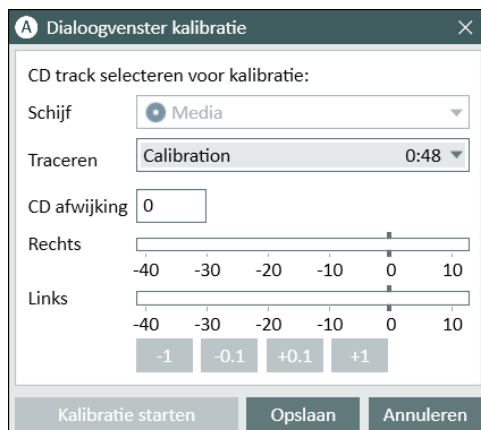 A Dialoogvenster kalibratie
CD track selecteren voor kalibratie:
Schijf Media
Traceren Calibration 0:48
CD afwijking 0
Rechts
-40 -30 -20 -10 0 10
Links
-40 -30 -20 -10 0 10
-1 -0.1 +0.1 +1
Kalibratie starten Opslaan Annuleren